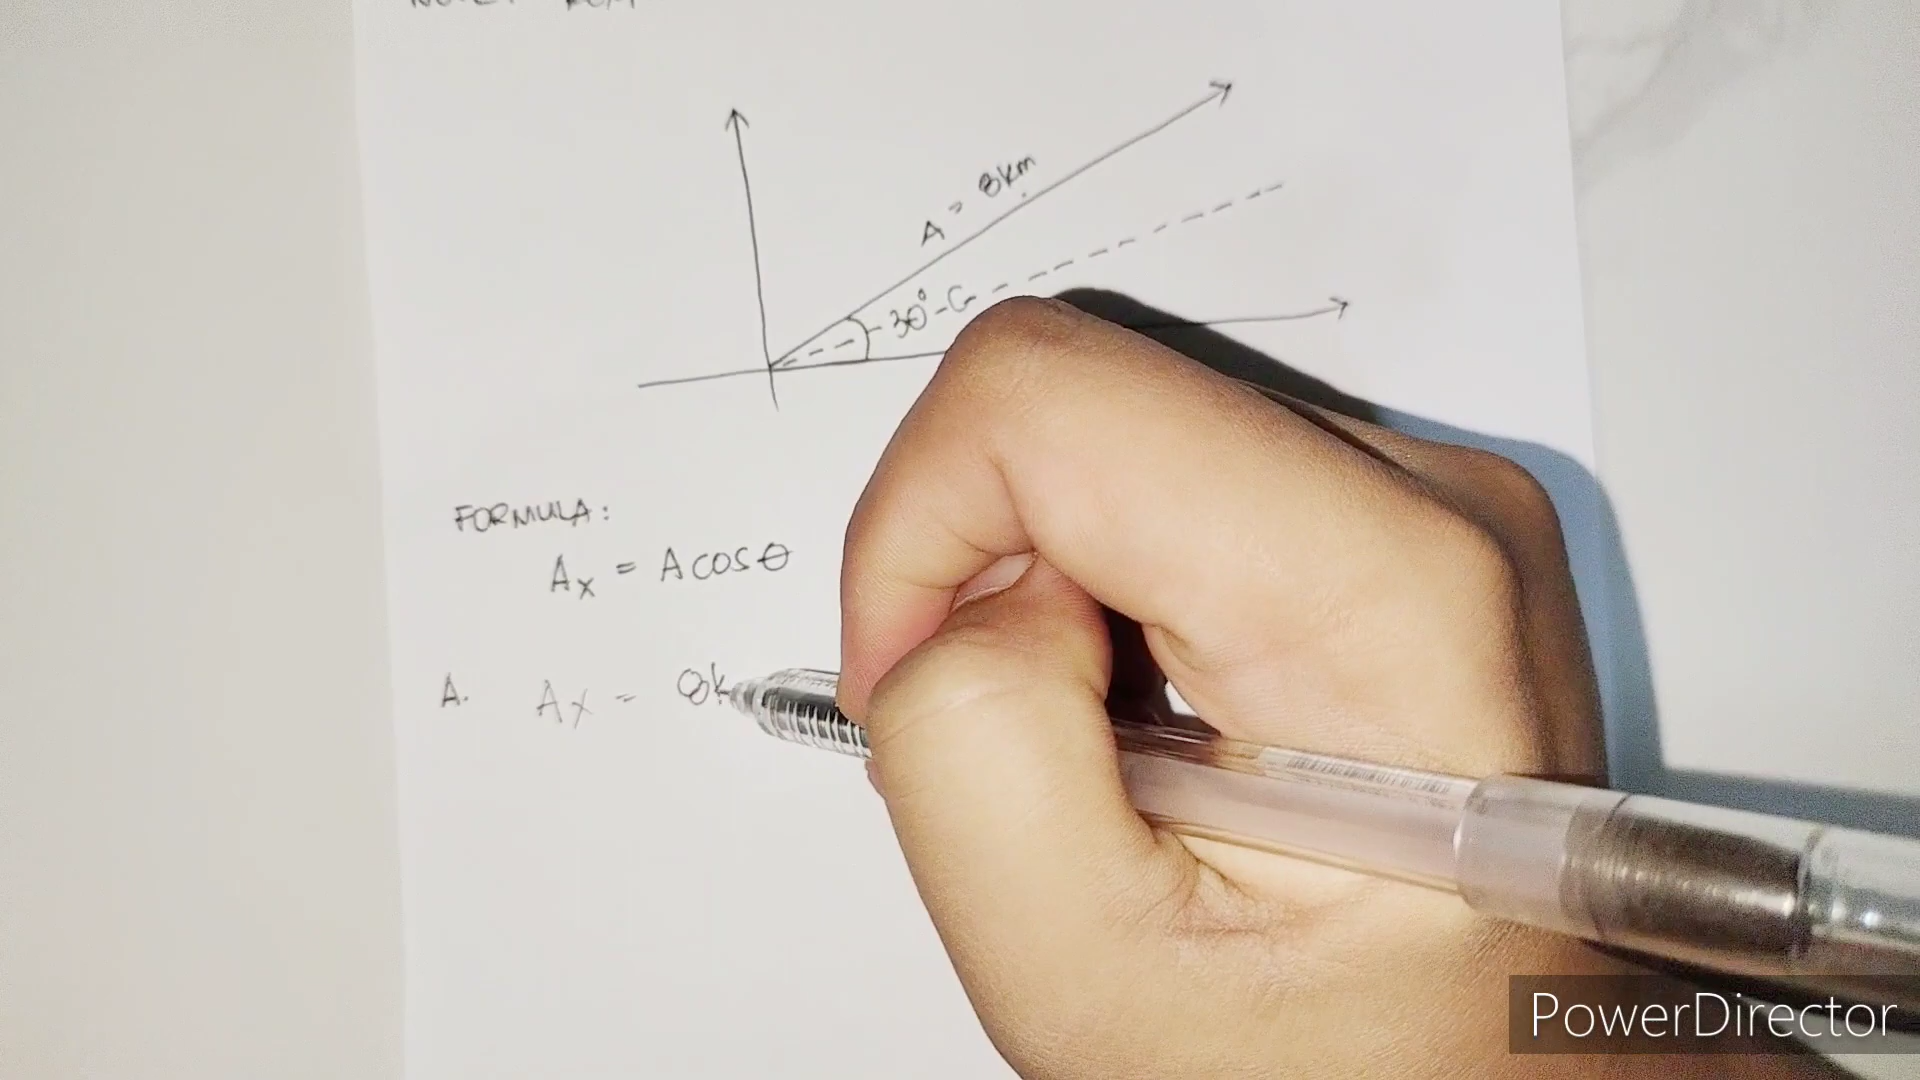 A = 8km
30° - G
FORMULA:
Ax = A cos θ
A. Ax = 8k
PowerDirector